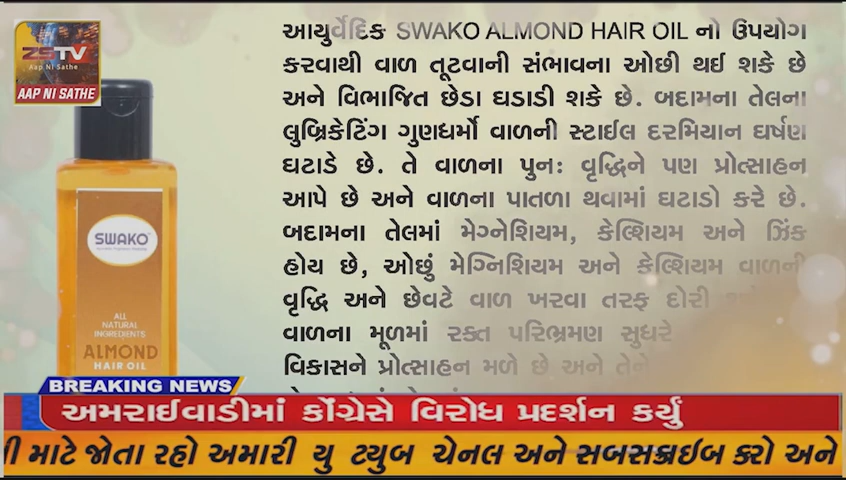 ZSTV
Aap Ni Sathe
AAP NI SATHE
આયુર્વેદિક SWAKO ALMOND HAIR OIL નો ઉપયોગ
કરવાથી વાળ તૂટવાની સંભાવના ઓછી થઈ શકે છે
અને વિભાજિત છેડા ઘડાડી શકે છે. બદામના તેલના
લુબ્રિકેટિંગ ગુણધર્મો વાળની સ્ટાઈલ દરમિયાન ઘર્ષણ
ઘટાડે છે. તે વાળના પુનઃ વૃદ્ધિને પણ પ્રોત્સાહન
આપે છે અને વાળના પાતળા થવામાં ઘટાડો કરે છે.
બદામના તેલમાં મેગ્નેશિયમ, કેલ્શિયમ અને ઝિંક
હોય છે, ઓછું મેગ્નિશિયમ અને કેલ્શિયમ વાળની
વૃદ્ધિ અને છેવટે વાળ ખરવા તરફ દોરી
વાળના મૂળમાં રક્ત પરિભ્રમણ સુધરે
વિકાસને પ્રોત્સાહન મળે છે અને તેને
SWAKO
ALL
NATURAL
INGREDIENTS
ALMOND
HAIR OIL
BREAKING NEWS
અમરાઈવાડીમાં કોંગ્રેસે વિરોધ પ્રદર્શન કર્યું
માટે જોતા રહો અમારી યુ ટ્યુબ ચેનલ અને સબસક્રાઇબ કરો અને